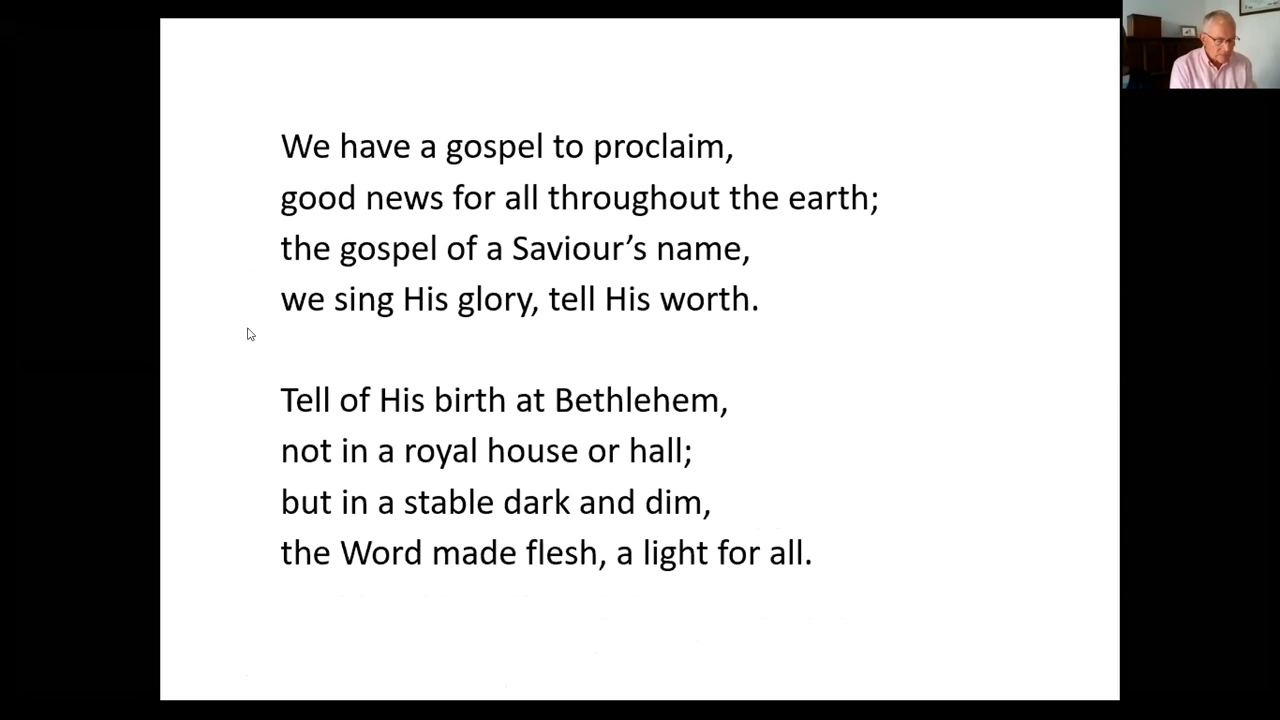 We have a gospel to proclaim,
good news for all throughout the earth;
the gospel of a Saviour’s name,
we sing His glory, tell His worth.
Tell of His birth at Bethlehem,
not in a royal house or hall;
but in a stable dark and dim,
the Word made flesh, a light for all.